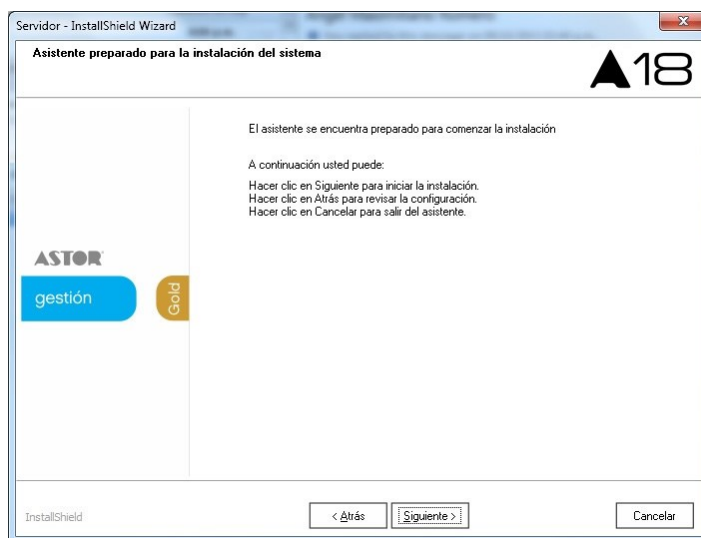 Servidor - InstallShield Wizard
Asistente preparado para la instalación del sistema
A18
El asistente se encuentra preparado para comenzar la instalación
A continuación usted puede:
Hacer clic en Siguiente para iniciar la instalación.
Hacer clic en Atrás para revisar la configuración.
Hacer clic en Cancelar para salir del asistente.
ASTOR
gestión
Gold
InstallShield
< Atrás
Siguiente >
Cancelar